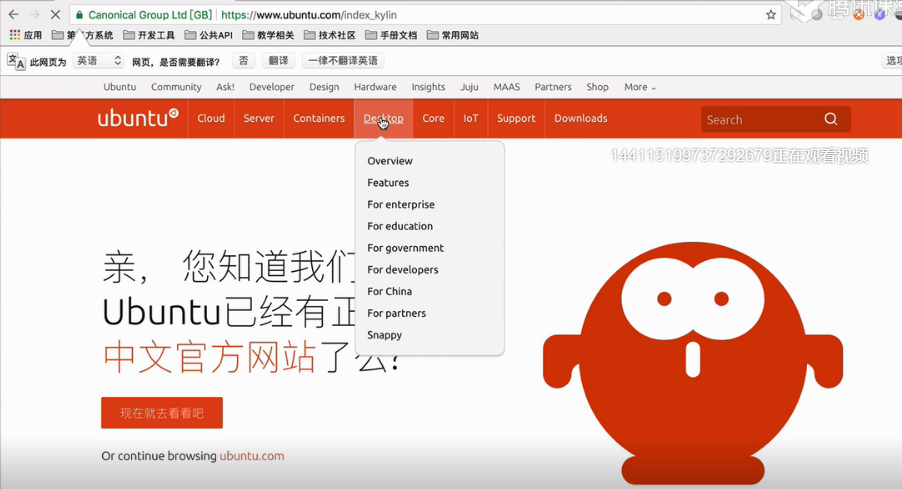 Canonical Group Ltd [GB] https://www.ubuntu.com/index_kylin
应用 第三方系统 开发工具 公共API 教学相关 技术社区 手册文档 常用网站
此网页为 英语 网页，是否需要翻译？ 否 翻译 一律不翻译英语 选项
Ubuntu Community Ask! Developer Design Hardware Insights Juju MAAS Partners Shop More
ubuntu Cloud Server Containers Desktop Core IoT Support Downloads Search
144115199737292679正在观看视频
Overview
Features
For enterprise
For education
For government
For developers
For China
For partners
Snappy
亲， 您知道我们
Ubuntu已经有正
中文官方网站了么？
现在就去看看吧
Or continue browsing ubuntu.com